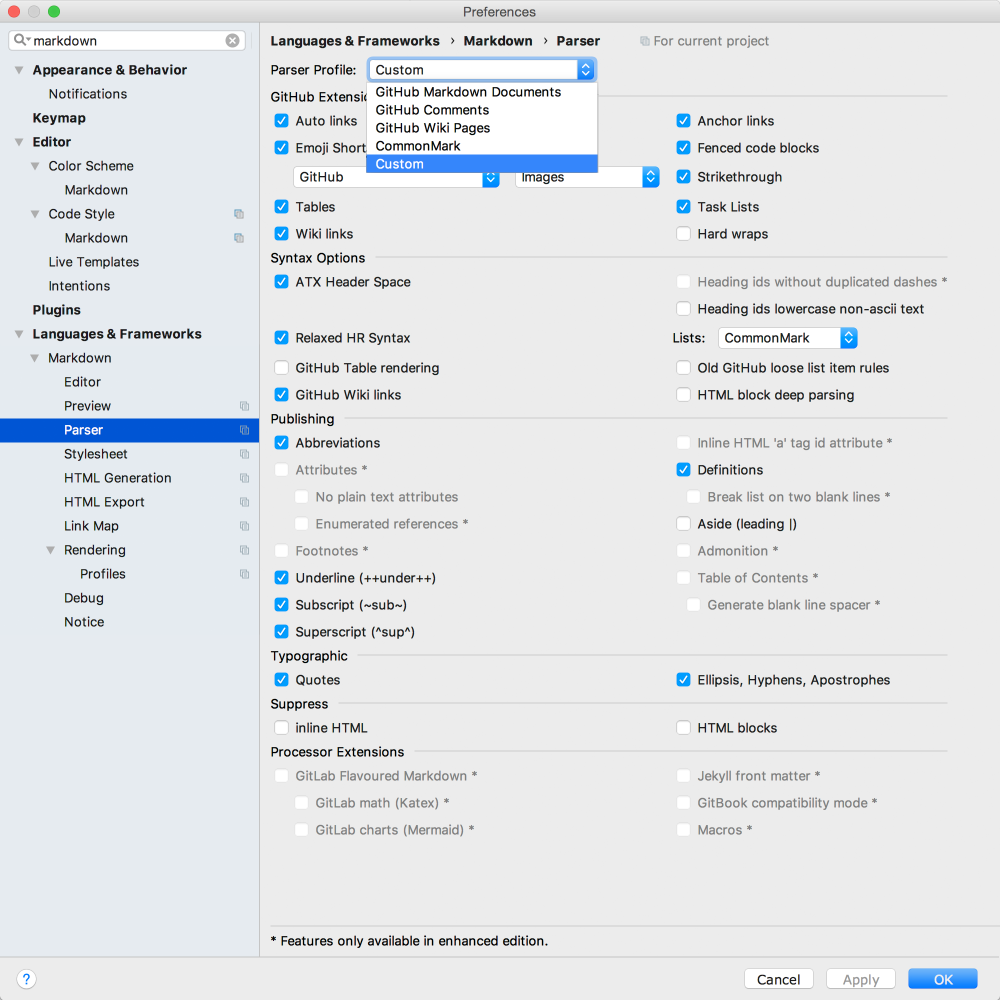 Preferences
markdown
Appearance & Behavior
Notifications
Keymap
Editor
Color Scheme
Markdown
Code Style
Markdown
Live Templates
Intentions
Plugins
Languages & Frameworks
Markdown
Editor
Preview
Parser
Stylesheet
HTML Generation
HTML Export
Link Map
Rendering
Profiles
Debug
Notice
Languages & Frameworks › Markdown › Parser For current project
Parser Profile: Custom
GitHub Markdown Documents
GitHub Comments
GitHub Wiki Pages
CommonMark
Custom
GitHub Extensi
Auto links Anchor links
Emoji Short Fenced code blocks
GitHub Images Strikethrough
Tables Task Lists
Wiki links Hard wraps
Syntax Options
ATX Header Space Heading ids without duplicated dashes *
Heading ids lowercase non-ascii text
Relaxed HR Syntax Lists: CommonMark
GitHub Table rendering Old GitHub loose list item rules
GitHub Wiki links HTML block deep parsing
Publishing
Abbreviations Inline HTML 'a' tag id attribute *
Attributes * Definitions
No plain text attributes Break list on two blank lines *
Enumerated references * Aside (leading |)
Footnotes * Admonition *
Underline (++under++) Table of Contents *
Subscript (~sub~) Generate blank line spacer *
Superscript (^sup^)
Typographic
Quotes Ellipsis, Hyphens, Apostrophes
Suppress
inline HTML HTML blocks
Processor Extensions
GitLab Flavoured Markdown * Jekyll front matter *
GitLab math (Katex) * GitBook compatibility mode *
GitLab charts (Mermaid) * Macros *
* Features only available in enhanced edition.
? Cancel Apply OK